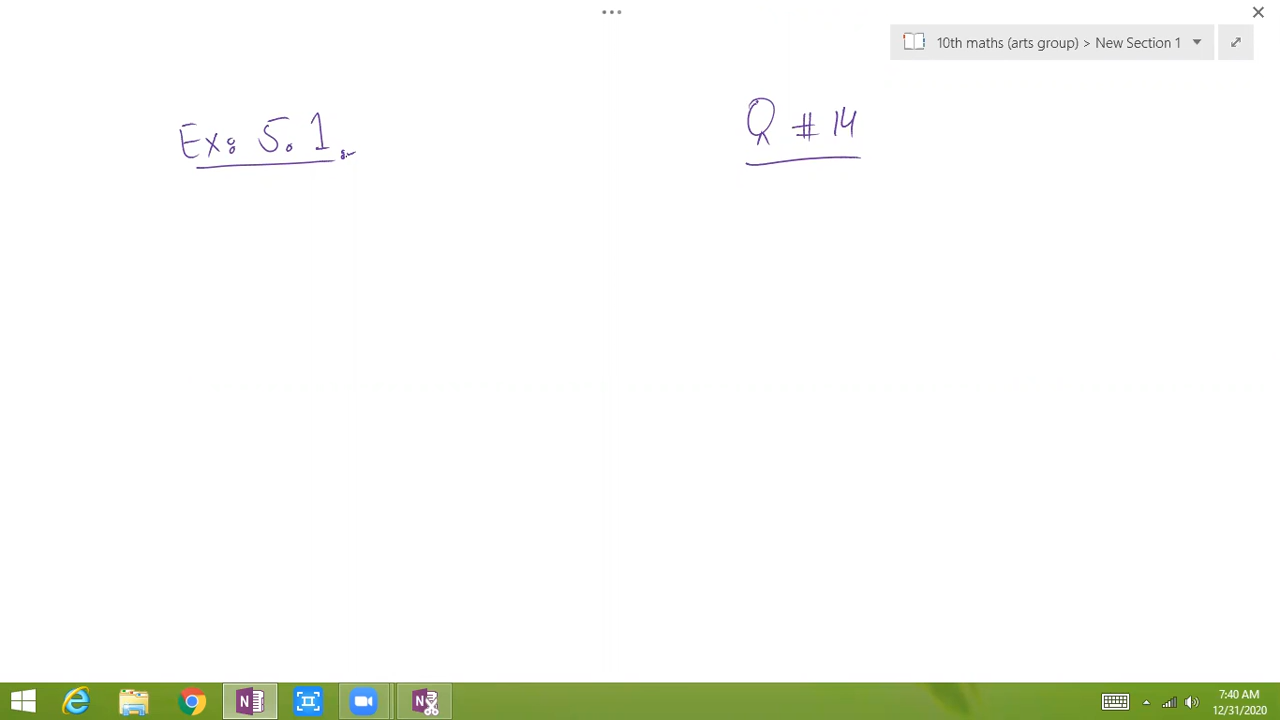 10th maths (arts group) > New Section 1
Ex: 5.1.
Q # 14
7:40 AM
12/31/2020